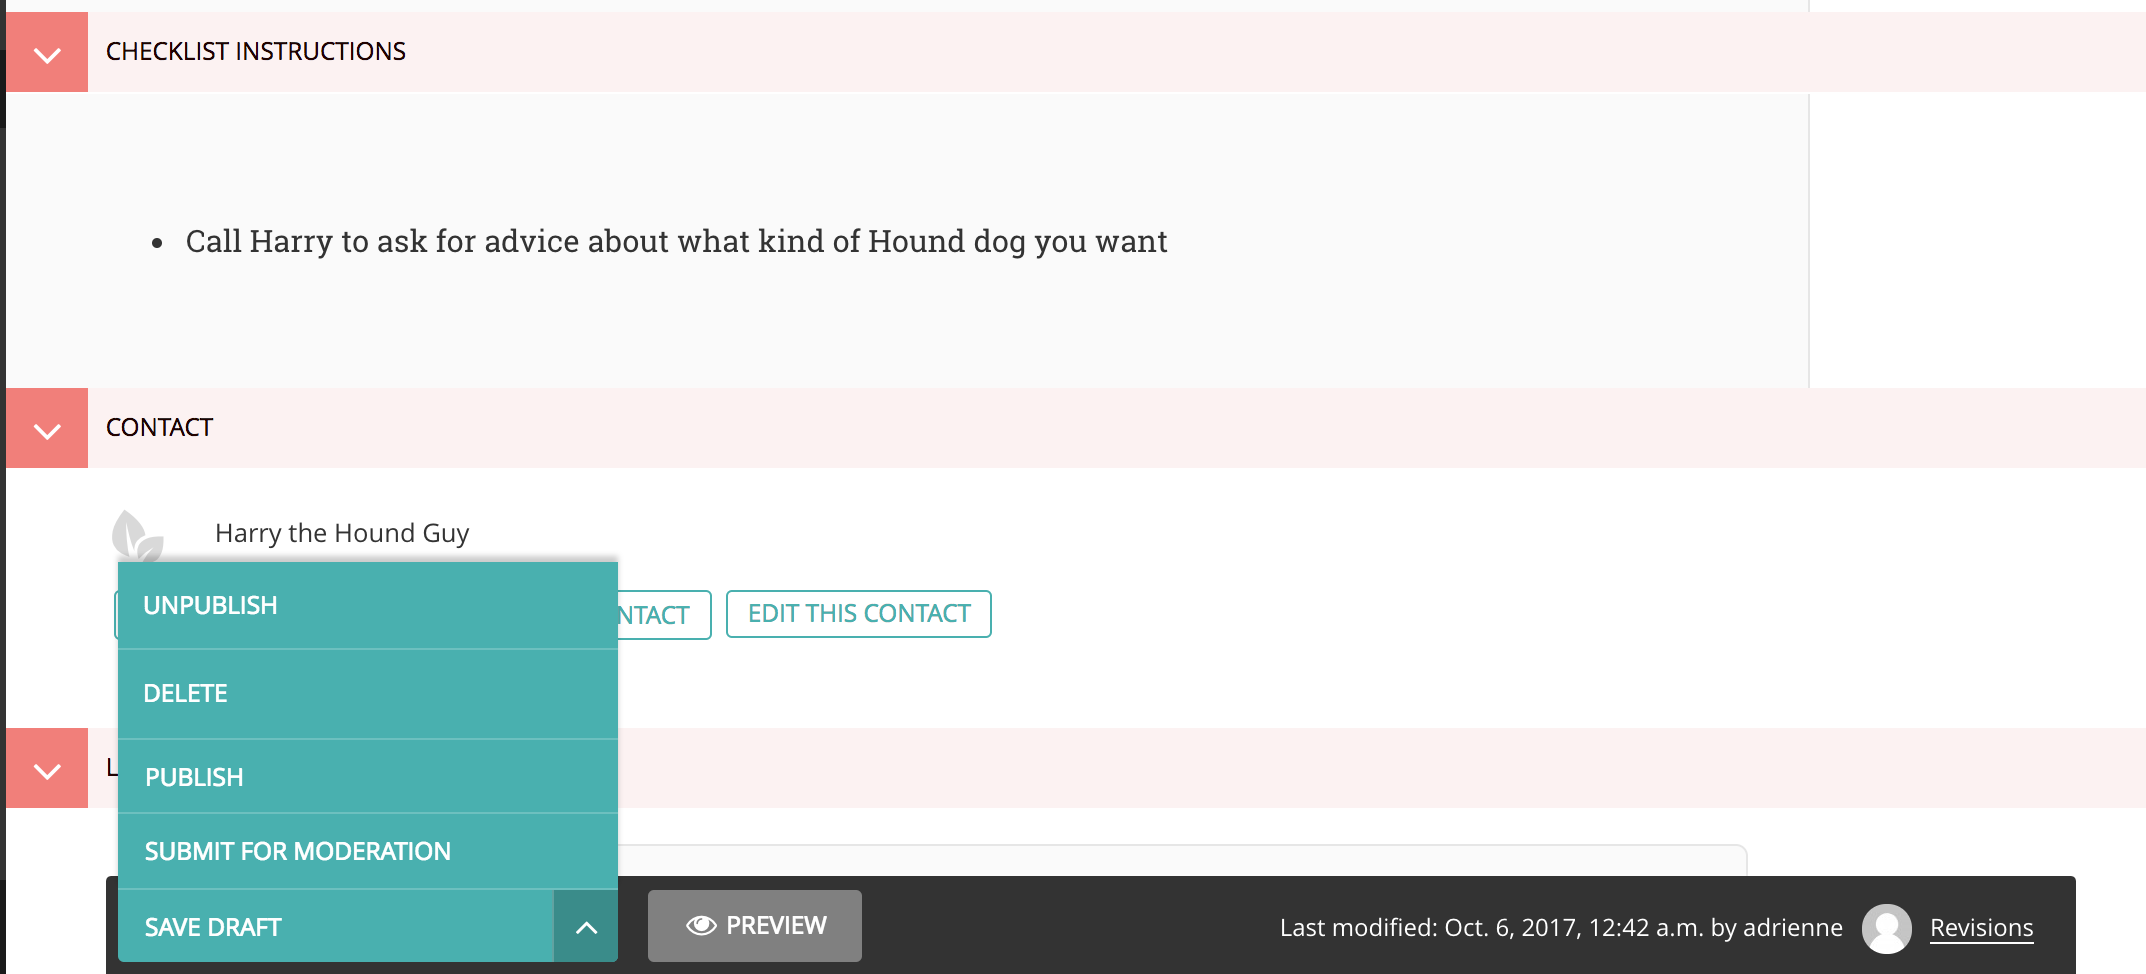 CHECKLIST INSTRUCTIONS
• Call Harry to ask for advice about what kind of Hound dog you want
CONTACT
Harry the Hound Guy
UNPUBLISH
EDIT THIS CONTACT
DELETE
PUBLISH
SUBMIT FOR MODERATION
SAVE DRAFT
PREVIEW
Last modified: Oct. 6, 2017, 12:42 a.m. by adrienne
Revisions